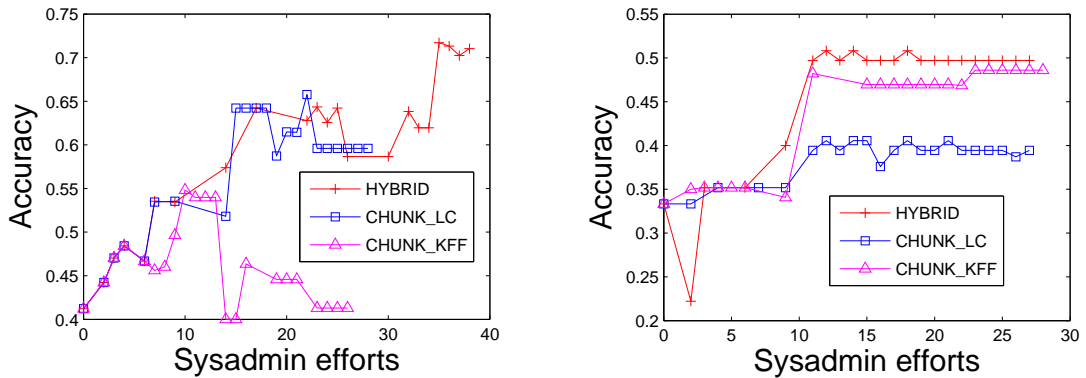 0.75
0.7
0.65
0.6
0.55
0.5
0.45
0.4
0
10
20
30
40
Accuracy
Sysadmin efforts
HYBRID
CHUNK_LC
CHUNK_KFF
0.55
0.5
0.45
0.4
0.35
0.3
0.25
0.2
0
5
10
15
20
25
30
Accuracy
Sysadmin efforts
HYBRID
CHUNK_LC
CHUNK_KFF